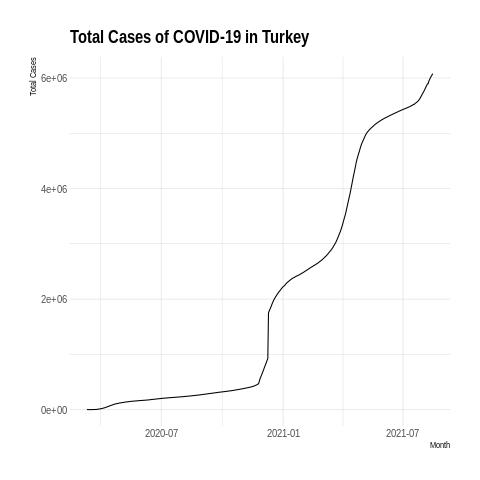 Total Cases of COVID-19 in Turkey
Total Cases
6e+06
4e+06
2e+06
0e+00
2020-07 2021-01 2021-07
Month